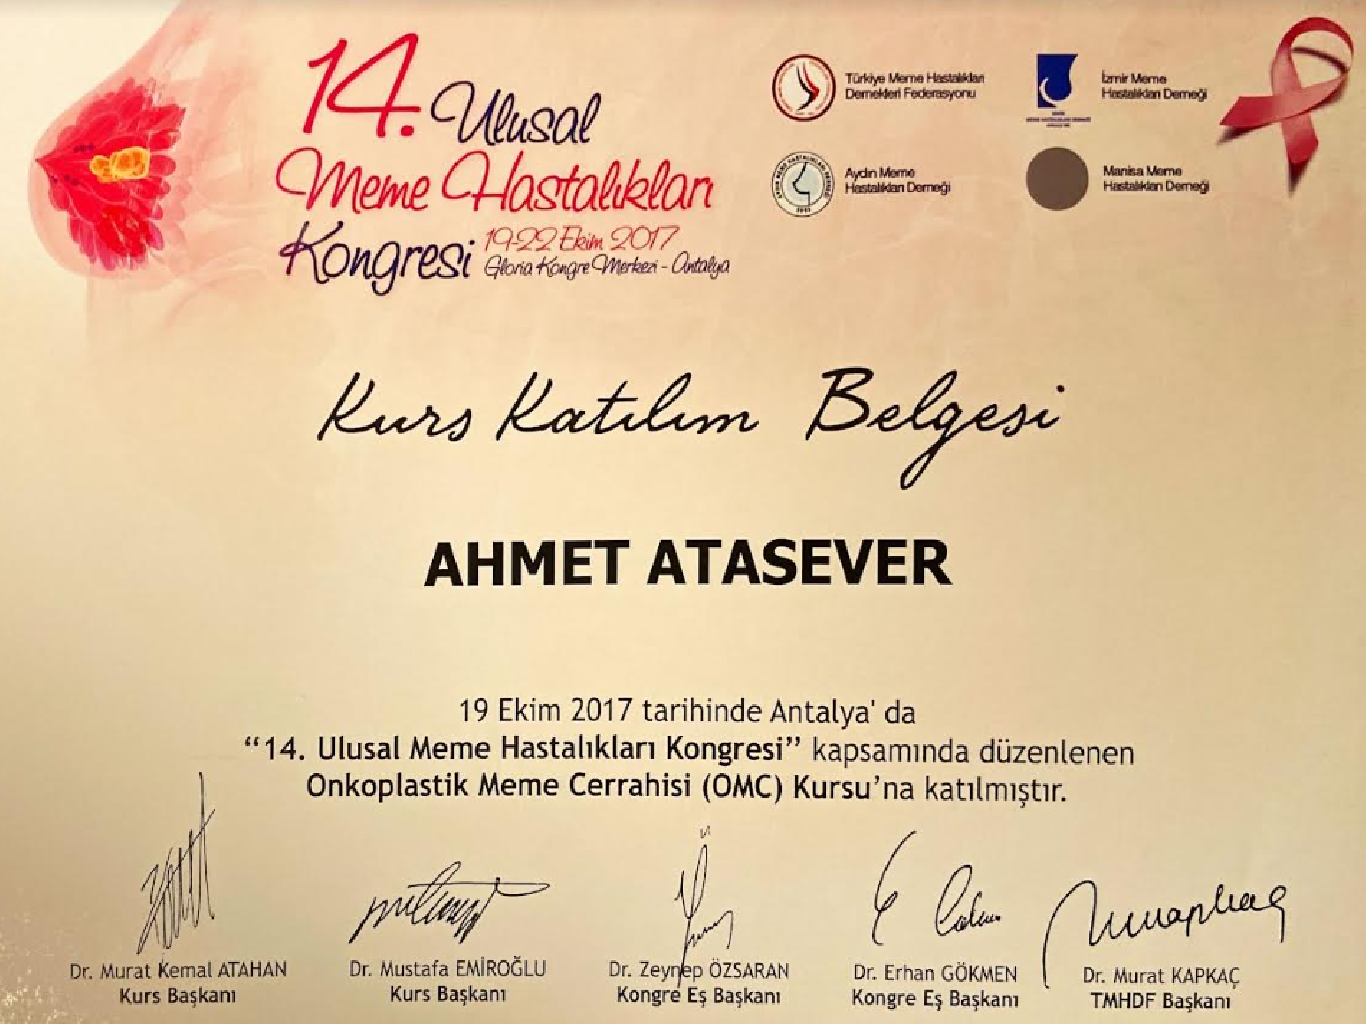 14. Ulusal
Meme Hastalıkları
Kongresi
19-22 Ekim 2017
Gloria Kongre Merkezi - Antalya
Türkiye Meme Hastalıkları
Dernekleri Federasyonu
İzmir Meme
Hastalıkları Derneği
Aydın Meme
Hastalıkları Derneği
Manisa Meme
Hastalıkları Derneği
Kurs Katılım Belgesi
AHMET ATASEVER
19 Ekim 2017 tarihinde Antalya' da
“14. Ulusal Meme Hastalıkları Kongresi” kapsamında düzenlenen
Onkoplastik Meme Cerrahisi (OMC) Kursu’na katılmıştır.
Dr. Murat Kemal ATAHAN
Kurs Başkanı
Dr. Mustafa EMİROĞLU
Kurs Başkanı
Dr. Zeynep ÖZSARAN
Kongre Eş Başkanı
Dr. Erhan GÖKMEN
Kongre Eş Başkanı
Dr. Murat KAPKAÇ
TMHDF Başkanı